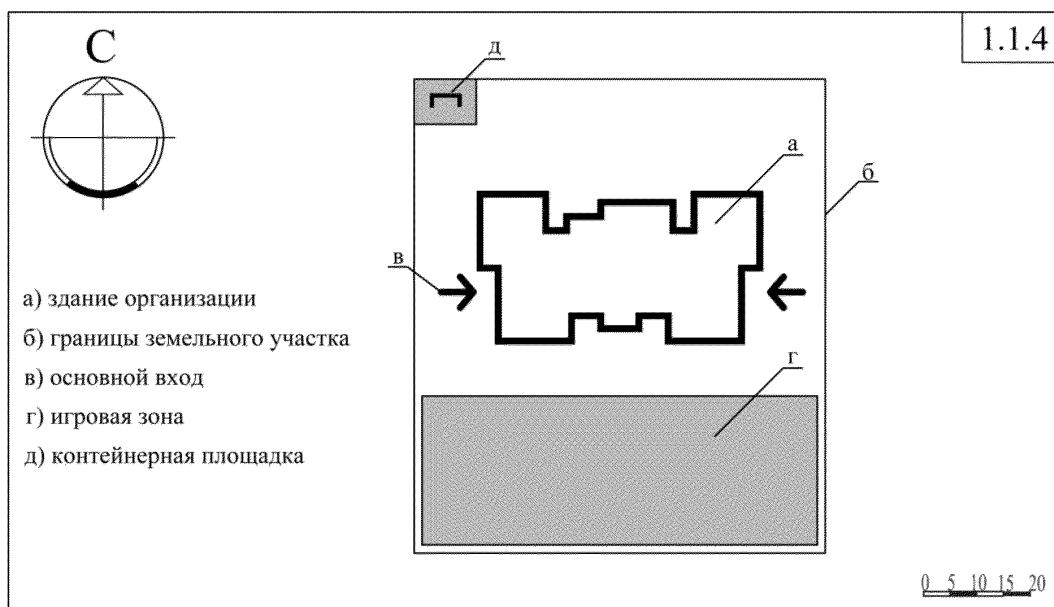 С
1.1.4
д
а
б
в
г
а) здание организации
б) границы земельного участка
в) основной вход
г) игровая зона
д) контейнерная площадка
0 5 10 15 20